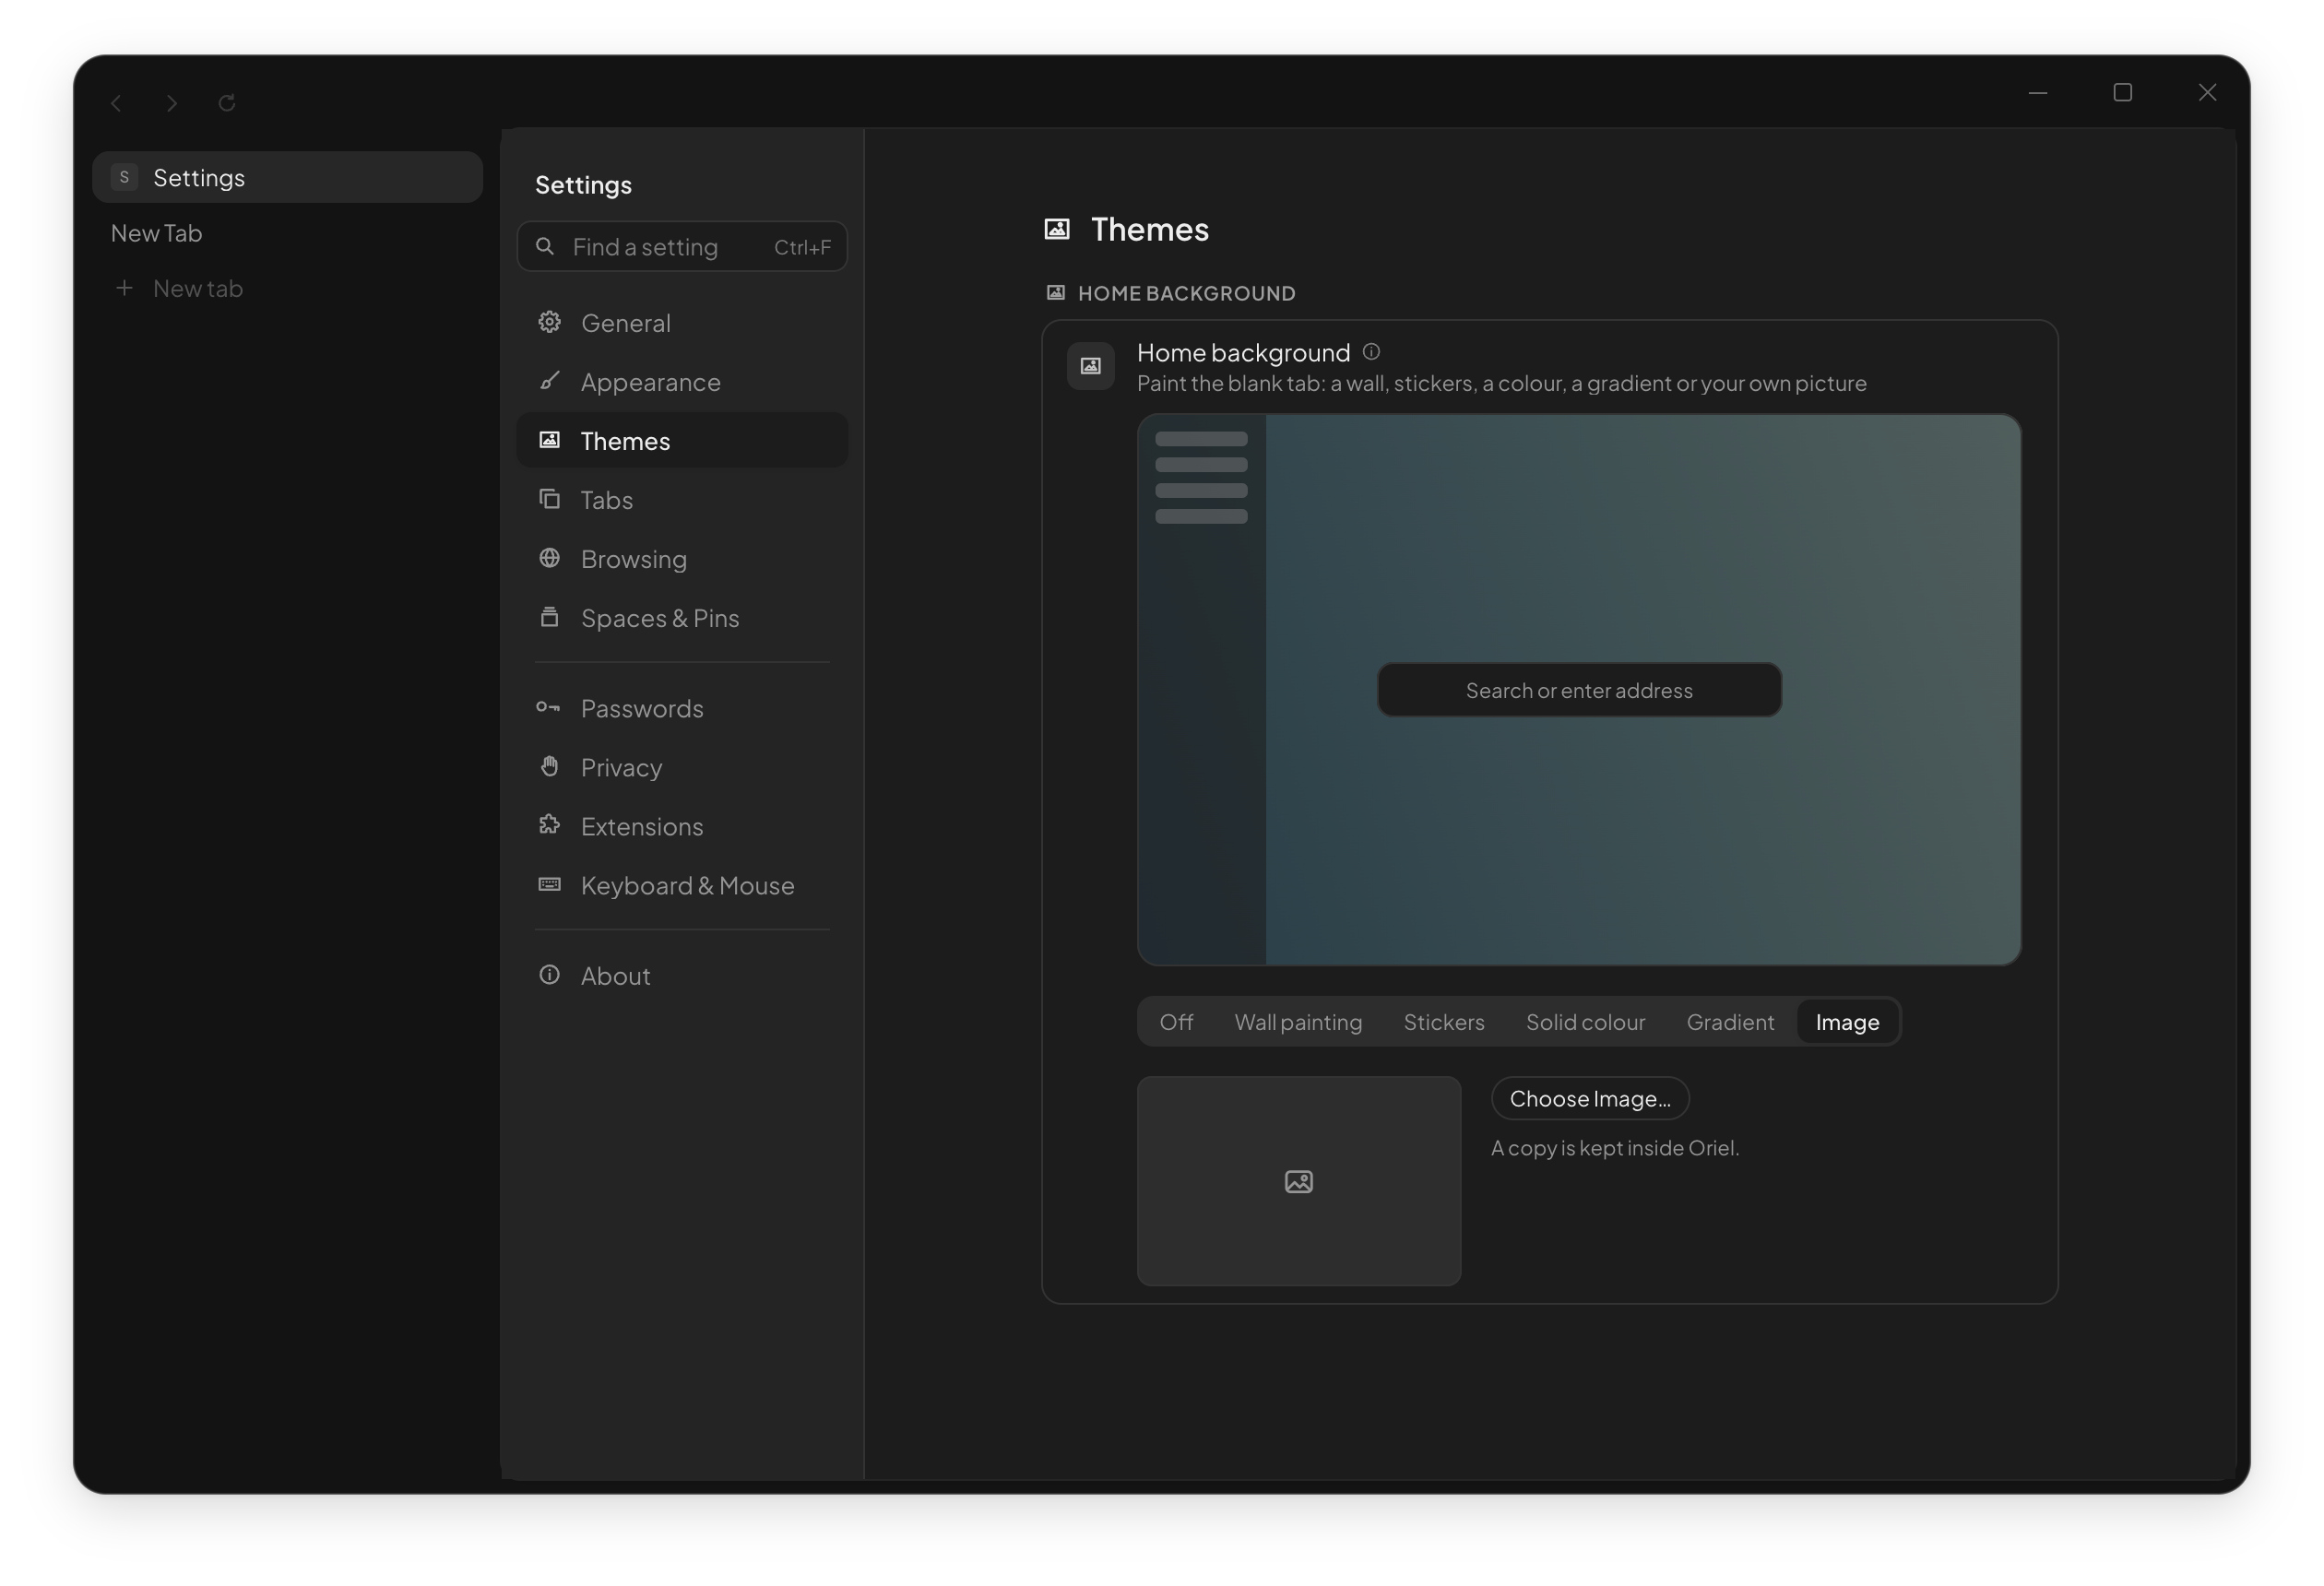 S Settings
New Tab
New tab
Settings
Find a setting Ctrl+F
General
Appearance
Themes
Tabs
Browsing
Spaces & Pins
Passwords
Privacy
Extensions
Keyboard & Mouse
About
Themes
HOME BACKGROUND
Home background
Paint the blank tab: a wall, stickers, a colour, a gradient or your own picture
Search or enter address
Off Wall painting Stickers Solid colour Gradient Image
Choose Image...
A copy is kept inside Oriel.